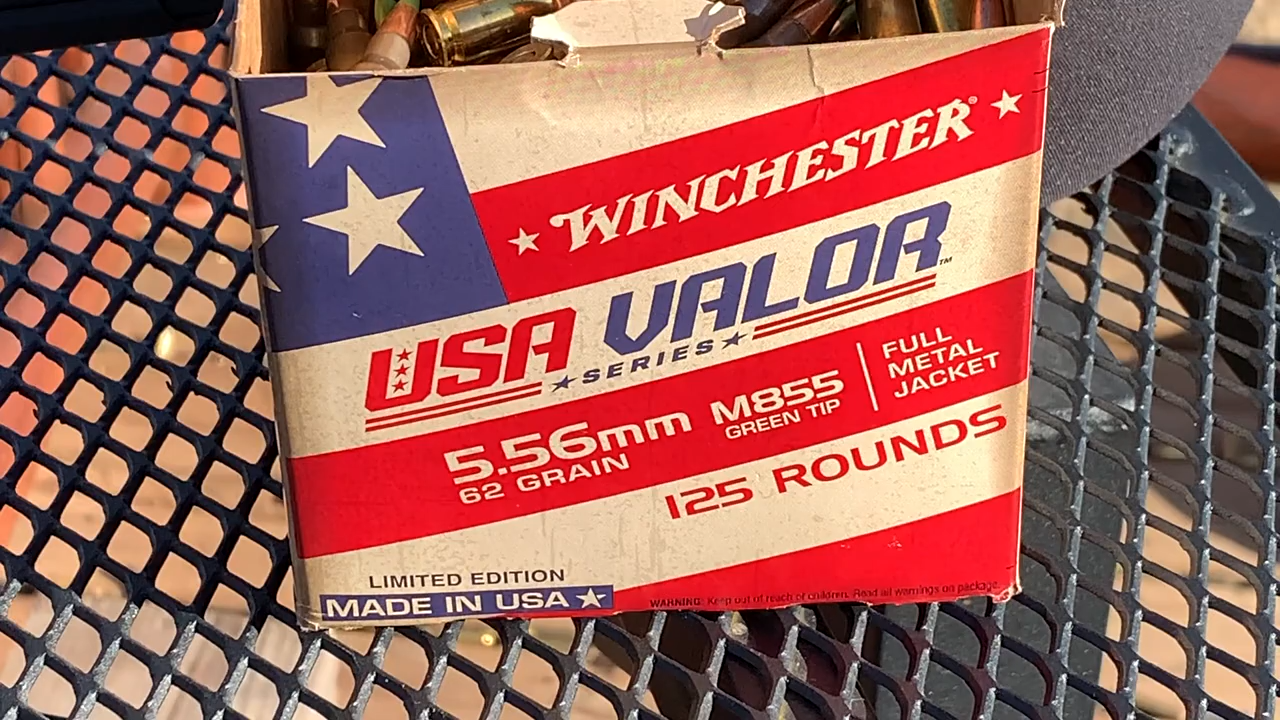 WINCHESTER®
USA VALOR™
SERIES
5.56mm M855
62 GRAIN GREEN TIP
FULL
METAL
JACKET
125 ROUNDS
LIMITED EDITION
MADE IN USA
WARNING: Keep out of reach of children. Read all warnings on package.